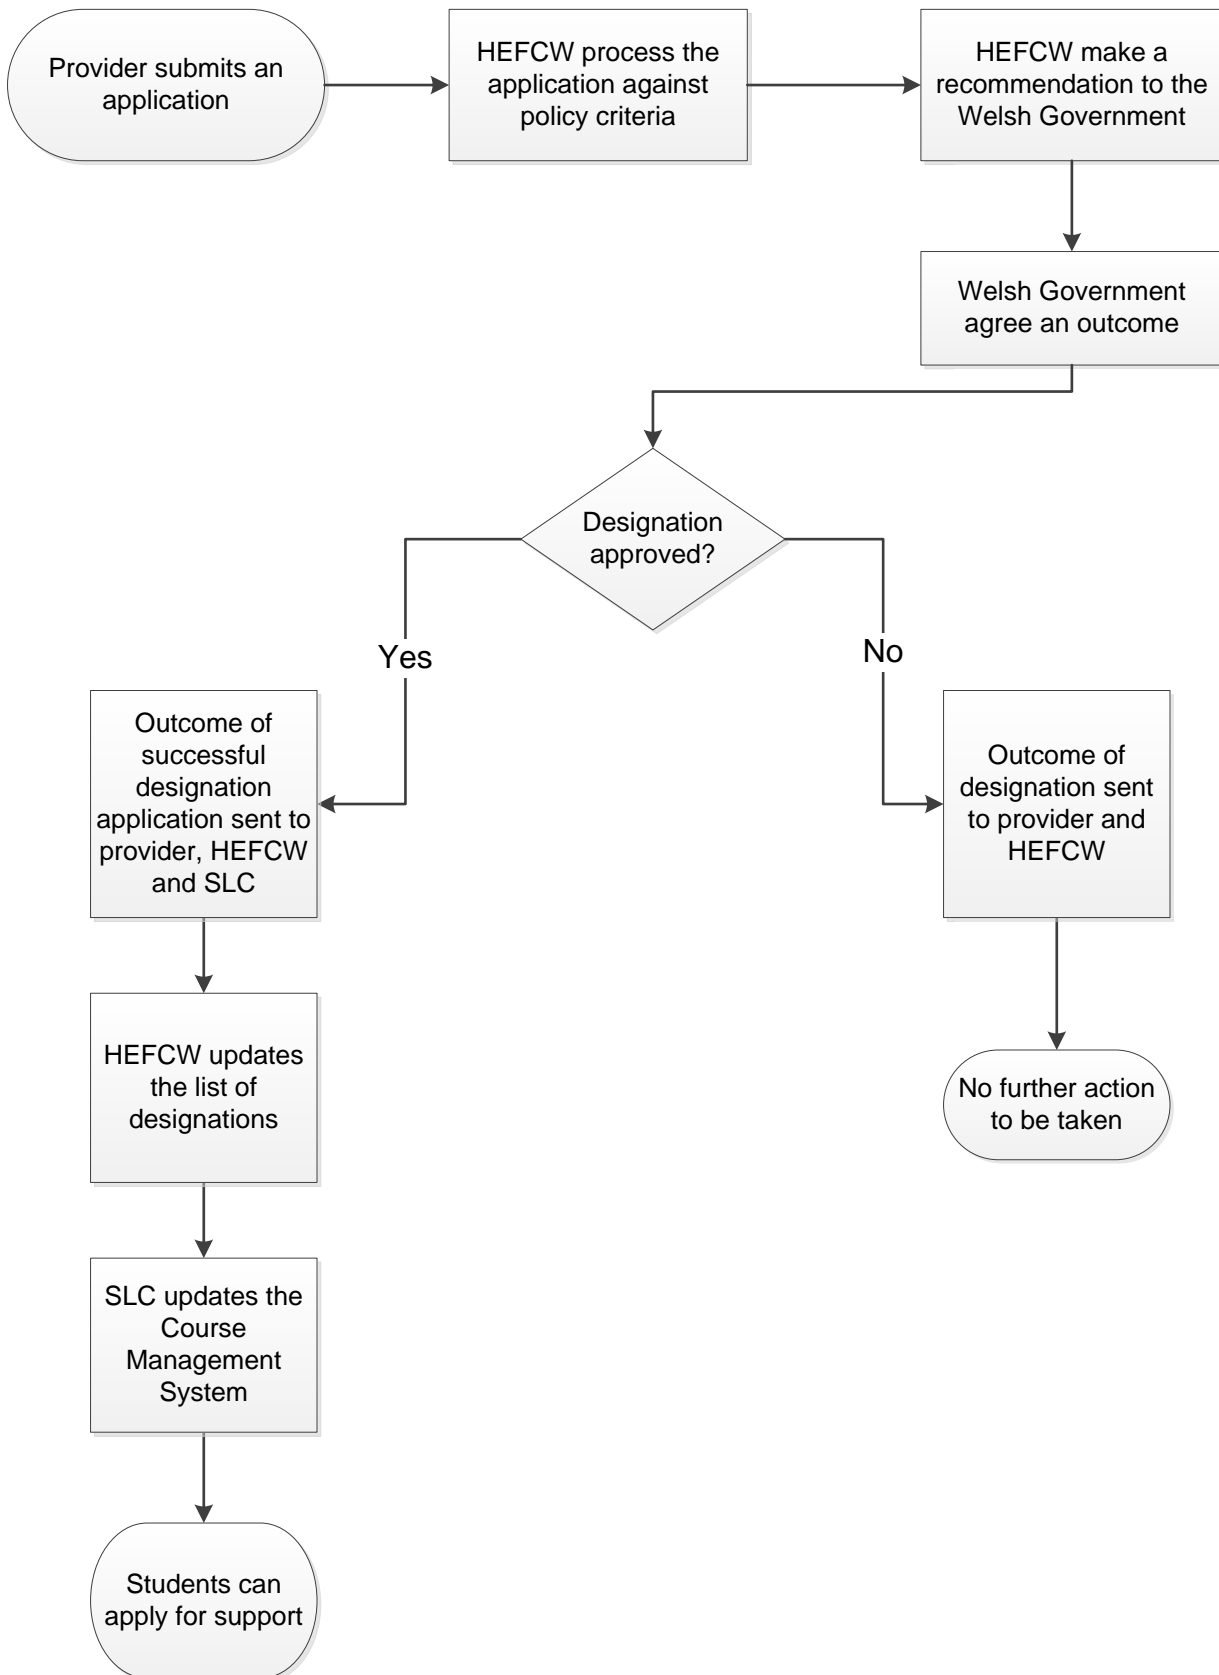 Provider submits an
application
HEFCW process the
application against
policy criteria
HEFCW make a
recommendation to the
Welsh Government
Welsh Government
agree an outcome
Designation
approved?
Yes
No
Outcome of
successful
designation
application sent to
provider, HEFCW
and SLC
Outcome of
designation sent
to provider and
HEFCW
HEFCW updates
the list of
designations
No further action
to be taken
SLC updates the
Course
Management
System
Students can
apply for support